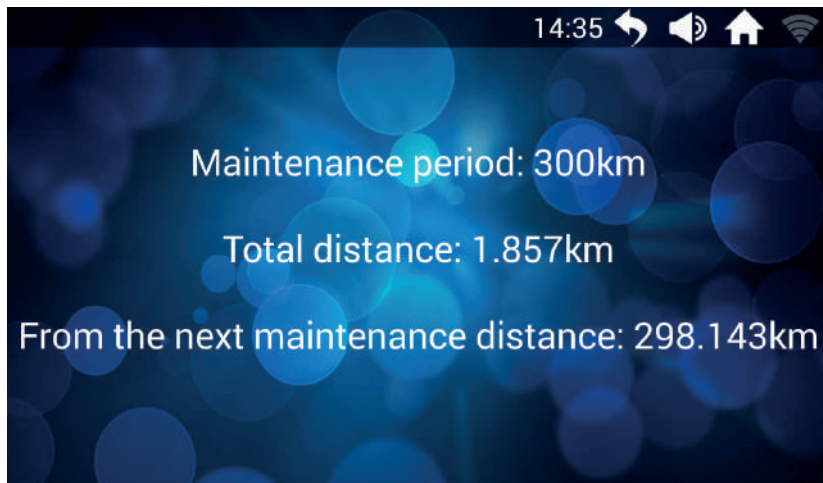 14:35
Maintenance period: 300km
Total distance: 1.857km
From the next maintenance distance: 298.143km